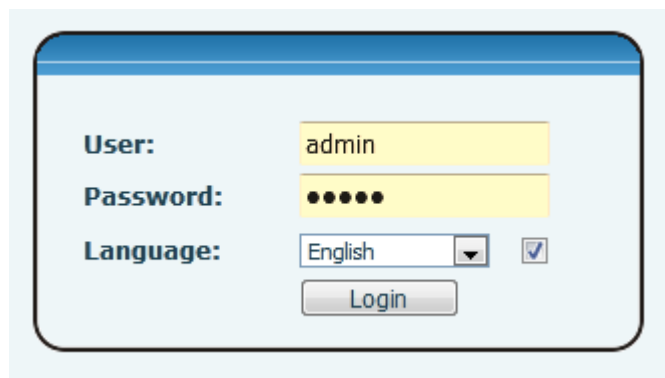 User: admin
Password: •••••
Language: English
Login